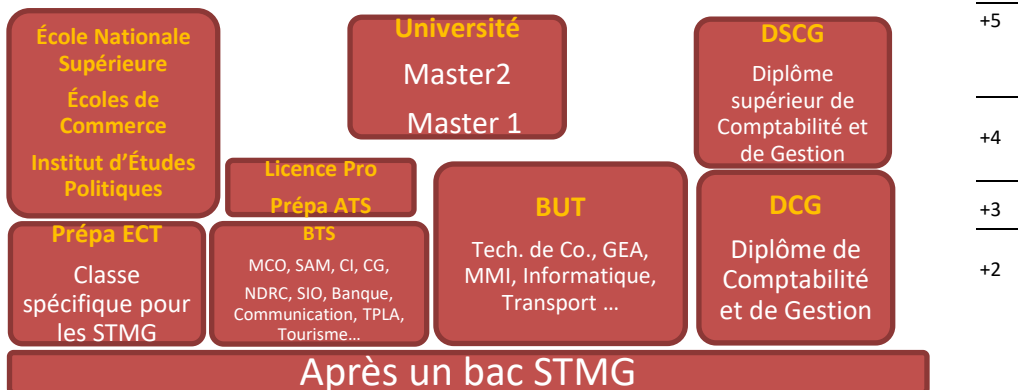 École Nationale
Supérieure
Écoles de
Commerce
Institut d’Études
Politiques
Université
Master2
Master 1
DSCG
Diplôme
supérieur de
Comptabilité et
de Gestion
+5
+4
Licence Pro
Prépa ATS
+3
Prépa ECT
Classe
spécifique pour
les STMG
BTS
MCO, SAM, CI, CG,
NDRC, SIO, Banque,
Communication, TPLA,
Tourisme…
BUT
Tech. de Co., GEA,
MMI, Informatique,
Transport …
DCG
Diplôme de
Comptabilité
et de Gestion
+2
Après un bac STMG